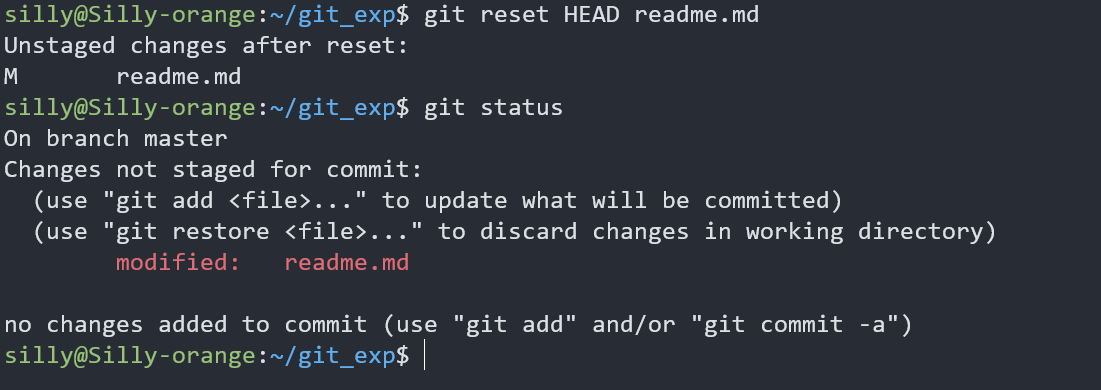 silly@Silly-orange:~/git_exp$ git reset HEAD readme.md
Unstaged changes after reset:
M       readme.md
silly@Silly-orange:~/git_exp$ git status
On branch master
Changes not staged for commit:
  (use "git add <file>..." to update what will be committed)
  (use "git restore <file>..." to discard changes in working directory)
        modified:   readme.md

no changes added to commit (use "git add" and/or "git commit -a")
silly@Silly-orange:~/git_exp$